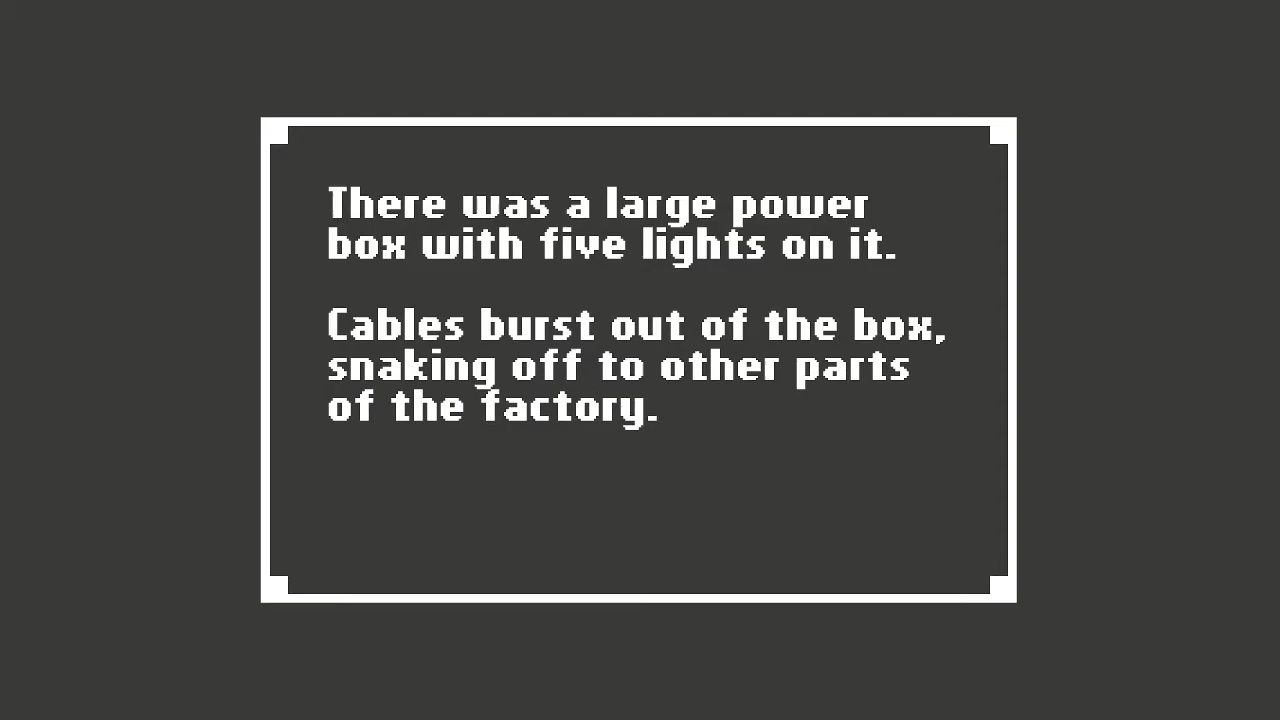 There was a large power
box with five lights on it.
Cables burst out of the box,
snaking off to other parts
of the factory.